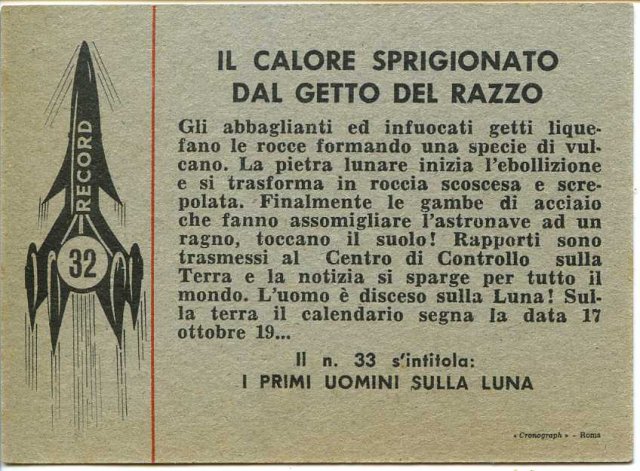 RECORD
32
IL CALORE SPRIGIONATO
DAL GETTO DEL RAZZO
Gli abbaglianti ed infuocati getti lique-
fano le rocce formando una specie di vul-
cano. La pietra lunare inizia l'ebollizione
e si trasforma in roccia scoscesa e scre-
polata. Finalmente le gambe di acciaio
che fanno assomigliare l'astronave ad un
ragno, toccano il suolo! Rapporti sono
trasmessi al Centro di Controllo sulla
Terra e la notizia si sparge per tutto il
mondo. L'uomo è disceso sulla Luna! Sul-
la terra il calendario segna la data 17
ottobre 19...
Il n. 33 s'intitola:
I PRIMI UOMINI SULLA LUNA
« Cronograph » - Roma